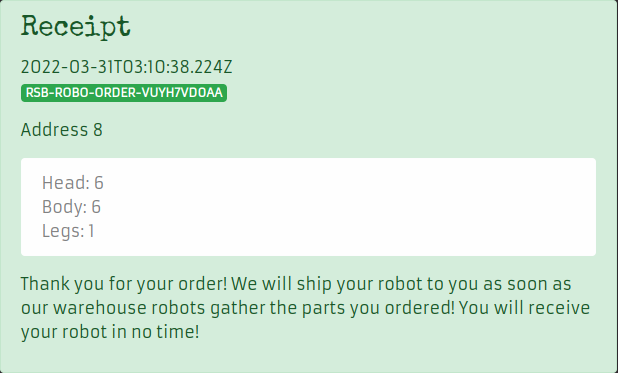 Receipt
2022-03-31T03:10:38.224Z
RSB-ROBO-ORDER-VUYH7VD0AA
Address 8
Head: 6
Body: 6
Legs: 1
Thank you for your order! We will ship your robot to you as soon as
our warehouse robots gather the parts you ordered! You will receive
your robot in no time!